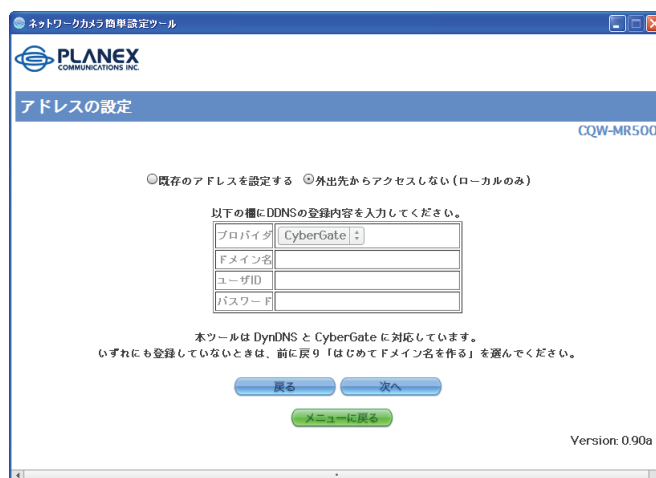 ネットワークカメラ簡単設定ツール
PLANEX
COMMUNICATIONS INC.
アドレスの設定
CQW-MR500
既存のアドレスを設定する 外出先からアクセスしない(ローカルのみ)
以下の欄にDDNSの登録内容を入力してください。
プロバイダ CyberGate
ドメイン名
ユーザID
パスワード
本ツールは DynDNS と CyberGate に対応しています。
いずれにも登録していないときは、前に戻り「はじめてドメイン名を作る」を選んでください。
戻る 次へ
メニューに戻る
Version: 0.90a